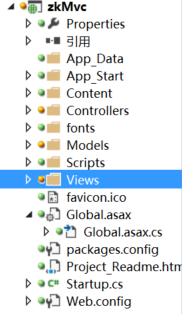 zkMvc
Properties
引用
App_Data
App_Start
Content
Controllers
fonts
Models
Scripts
Views
favicon.ico
Global.asax
Global.asax.cs
packages.config
Project_Readme.htm
C# Startup.cs
Web.config